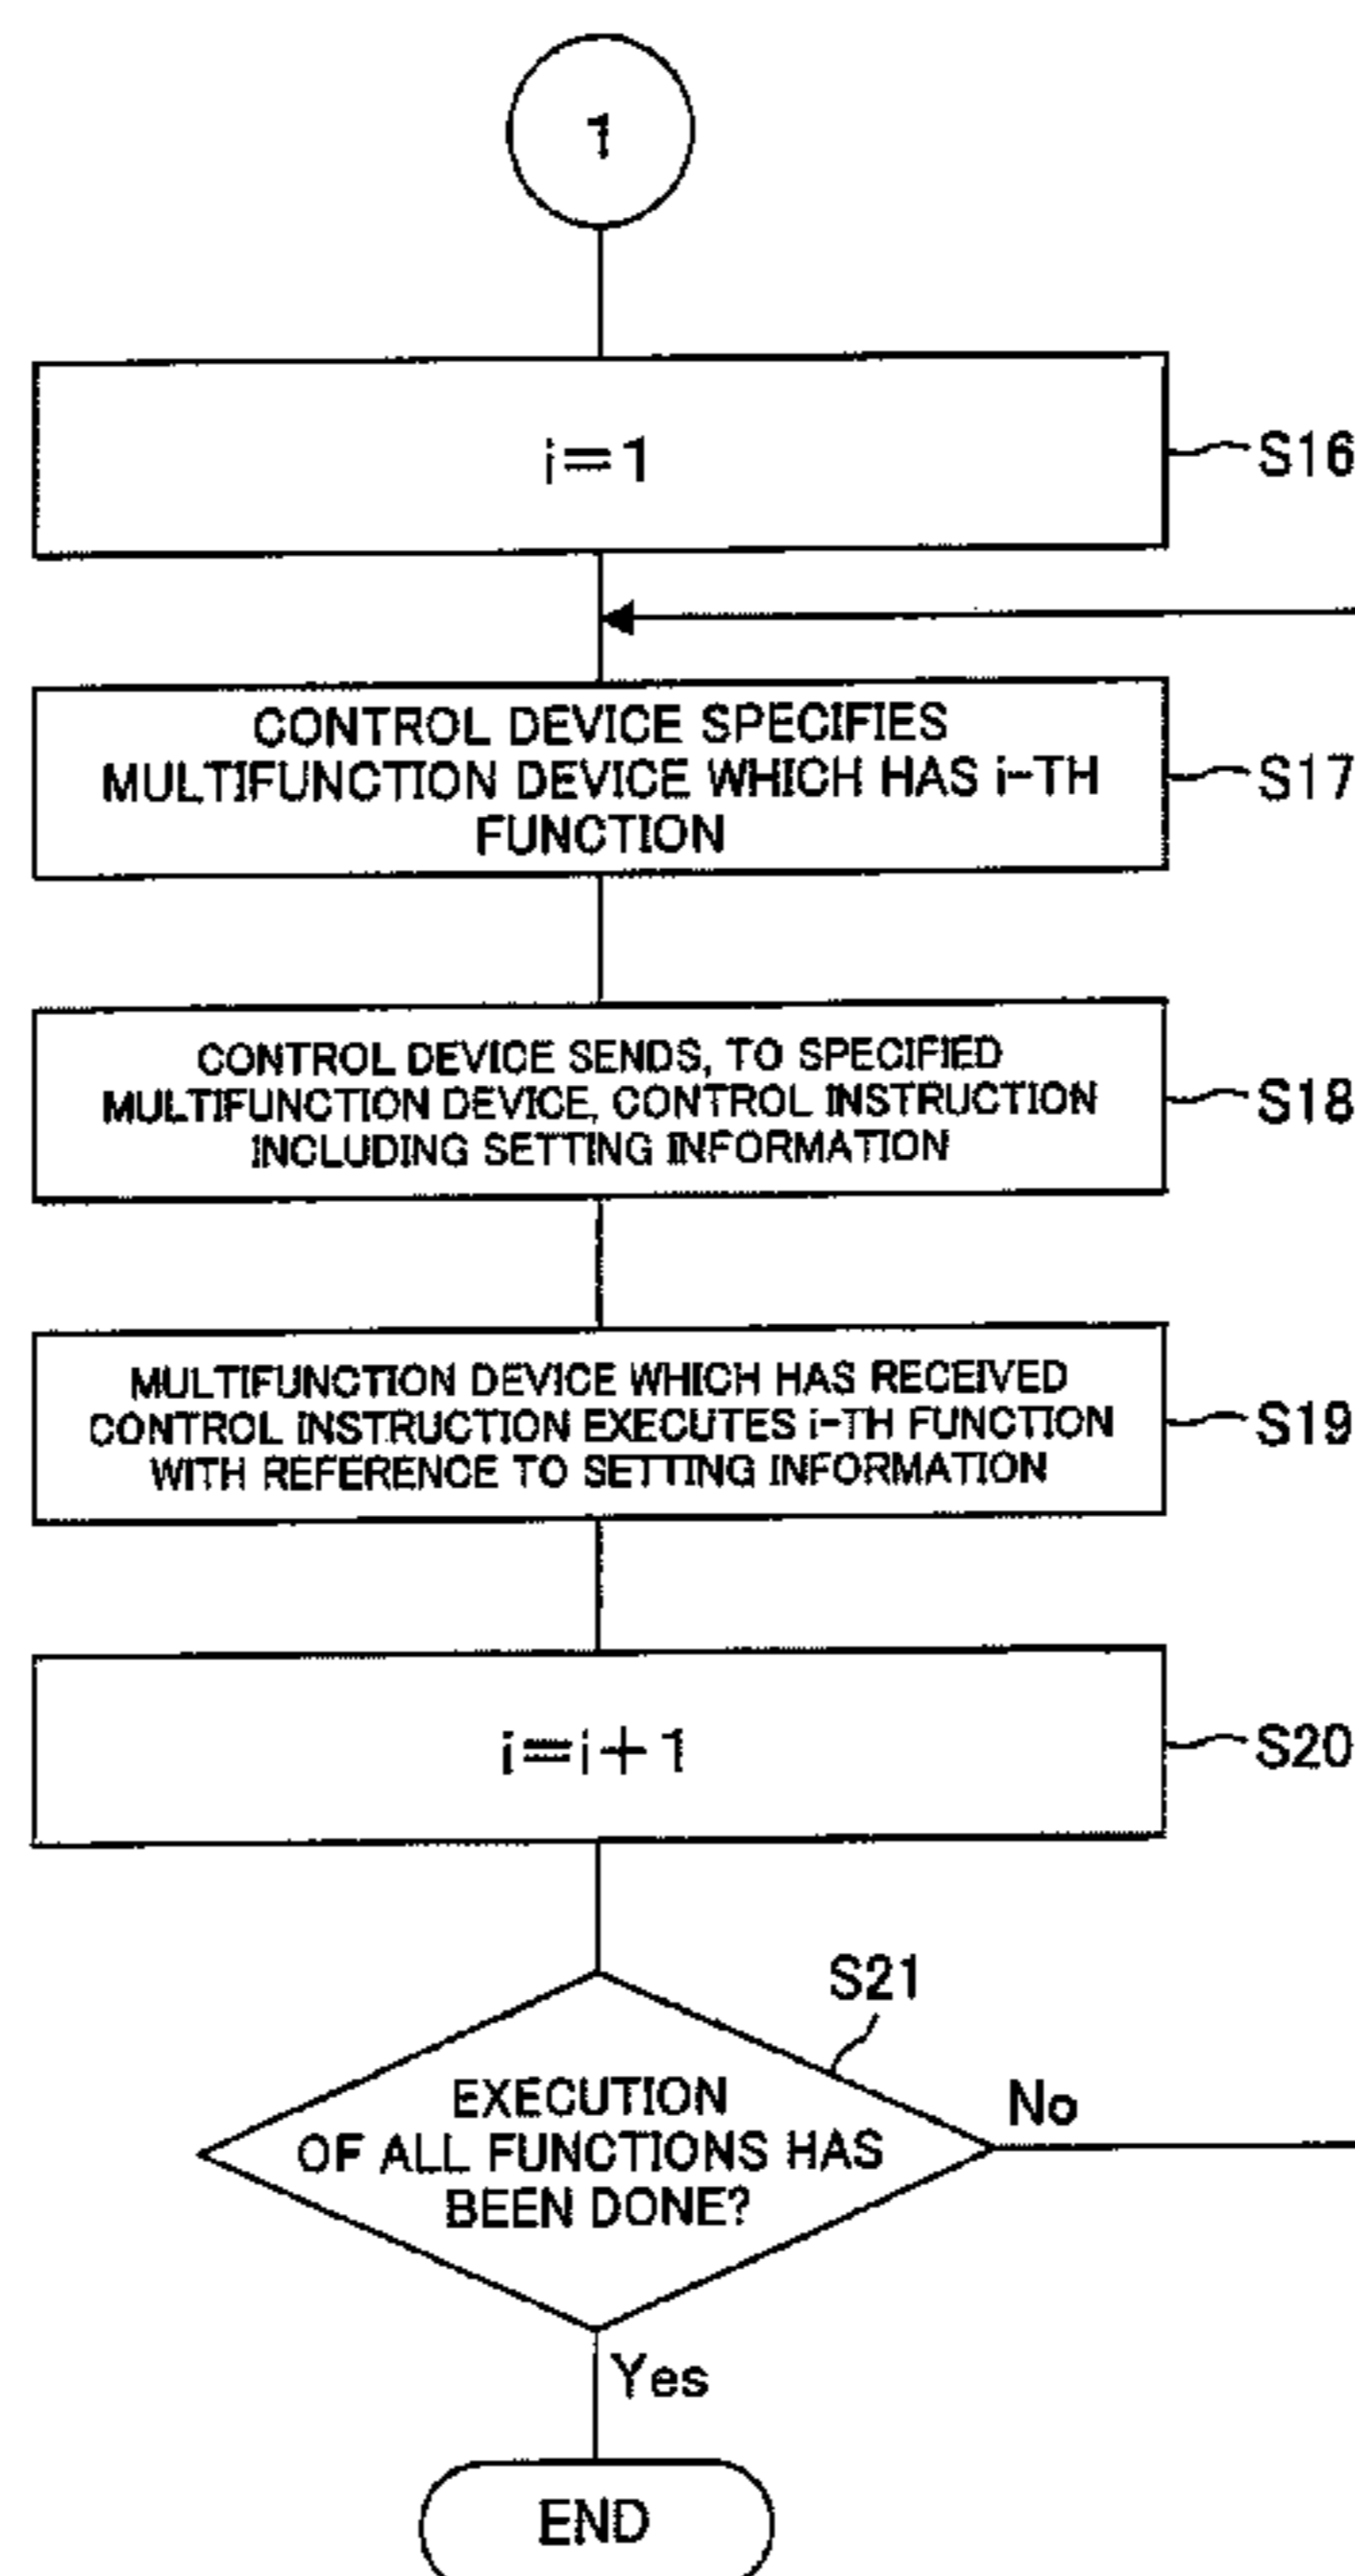 1
i=1
S16
CONTROL DEVICE SPECIFIES
MULTIFUNCTION DEVICE WHICH HAS i-TH
FUNCTION
S17
CONTROL DEVICE SENDS, TO SPECIFIED
MULTIFUNCTION DEVICE, CONTROL INSTRUCTION
INCLUDING SETTING INFORMATION
S18
MULTIFUNCTION DEVICE WHICH HAS RECEIVED
CONTROL INSTRUCTION EXECUTES i-TH FUNCTION
WITH REFERENCE TO SETTING INFORMATION
S19
i=i+1
S20
S21
EXECUTION
OF ALL FUNCTIONS HAS
BEEN DONE?
No
Yes
END